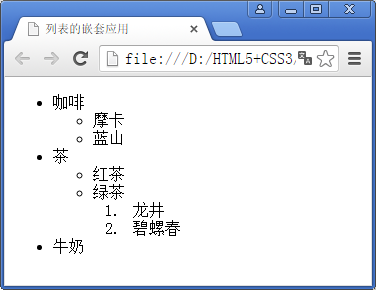 列表的嵌套应用
file:///D:/HTML5+CSS3/
咖啡
摩卡
蓝山
茶
红茶
绿茶
1. 龙井
2. 碧螺春
牛奶